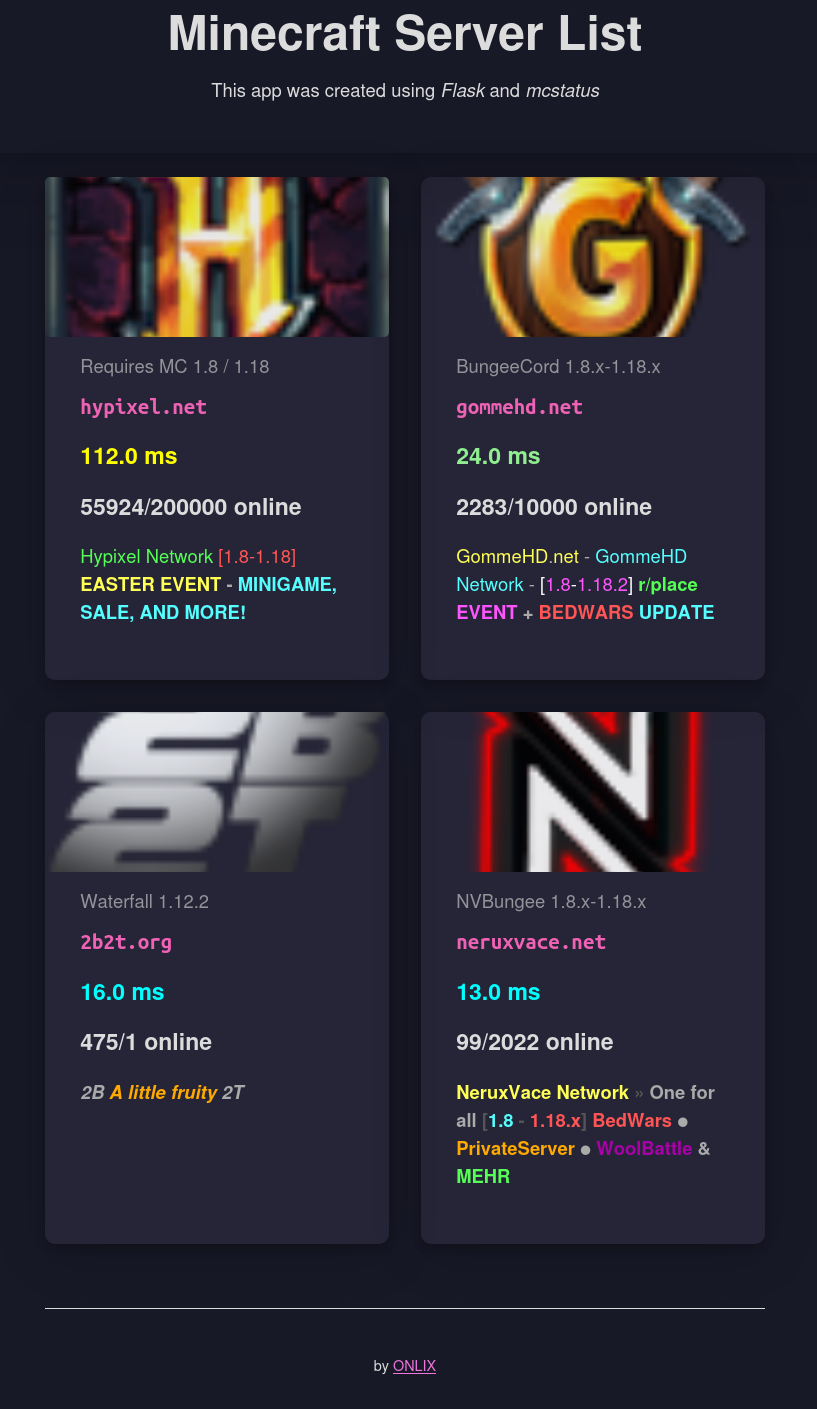 Minecraft Server List
This app was created using Flask and mcstatus
H
Requires MC 1.8 / 1.18
hypixel.net
112.0 ms
55924/200000 online
Hypixel Network [1.8-1.18]
EASTER EVENT - MINIGAME,
SALE, AND MORE!
G
BungeeCord 1.8.x-1.18.x
gommehd.net
24.0 ms
2283/10000 online
GommeHD.net - GommeHD
Network - [1.8-1.18.2] r/place
EVENT + BEDWARS UPDATE
2B
2T
Waterfall 1.12.2
2b2t.org
16.0 ms
475/1 online
2B A little fruity 2T
N
NVBungee 1.8.x-1.18.x
neruxvace.net
13.0 ms
99/2022 online
NeruxVace Network » One for
all [1.8 - 1.18.x] BedWars ●
PrivateServer ● WoolBattle &
MEHR
by ONLIX